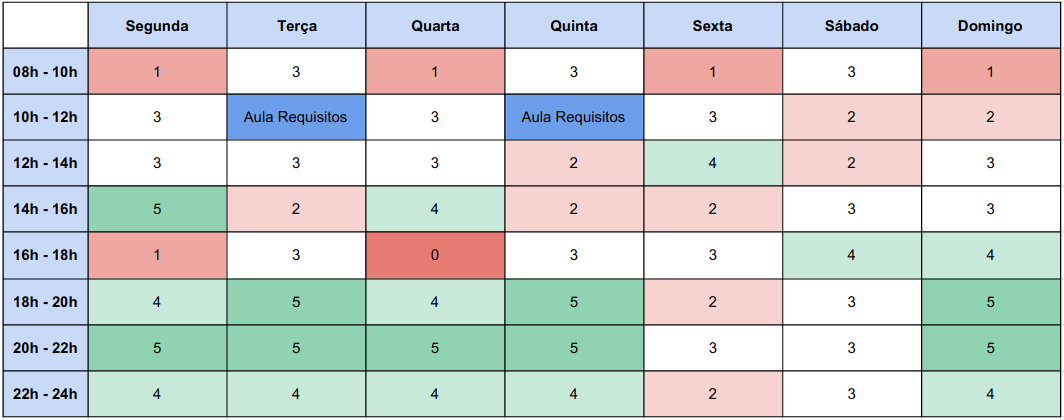 Segunda Terça Quarta Quinta Sexta Sábado Domingo
08h - 10h 1 3 1 3 1 3 1
10h - 12h 3 Aula Requisitos 3 Aula Requisitos 3 2 2
12h - 14h 3 3 3 2 4 2 3
14h - 16h 5 2 4 2 2 3 3
16h - 18h 1 3 0 3 3 4 4
18h - 20h 4 5 4 5 2 3 5
20h - 22h 5 5 5 5 3 3 5
22h - 24h 4 4 4 4 2 3 4